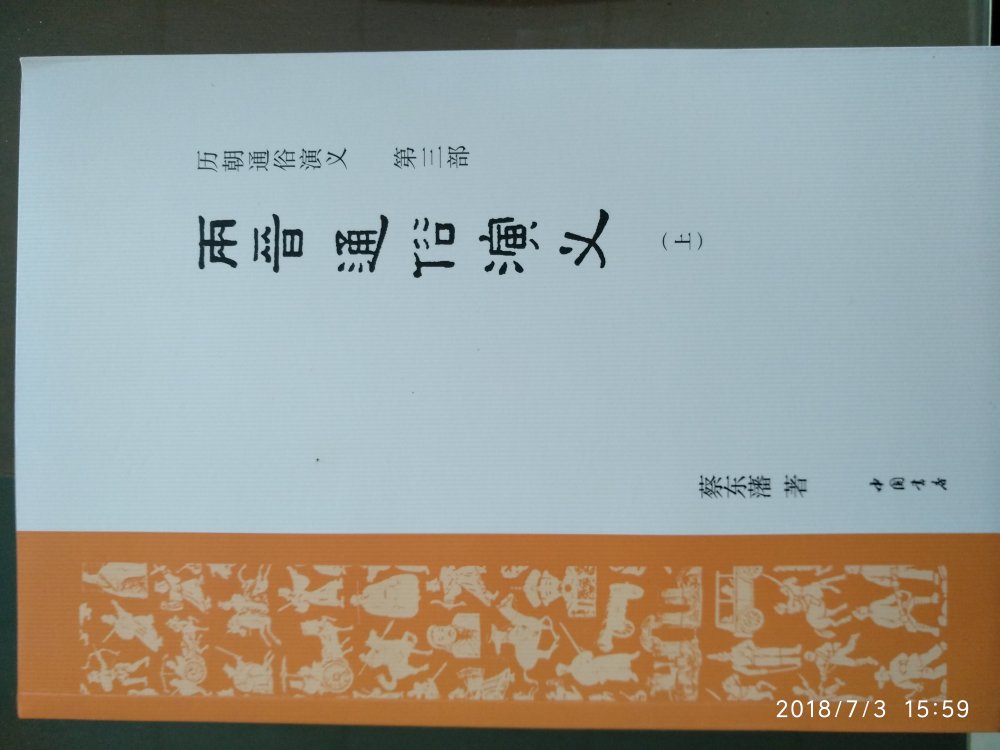 历朝通俗演义 第三部
两晋通俗演义 (上)
蔡东藩 著
中国书店
2018/7/3 15:59